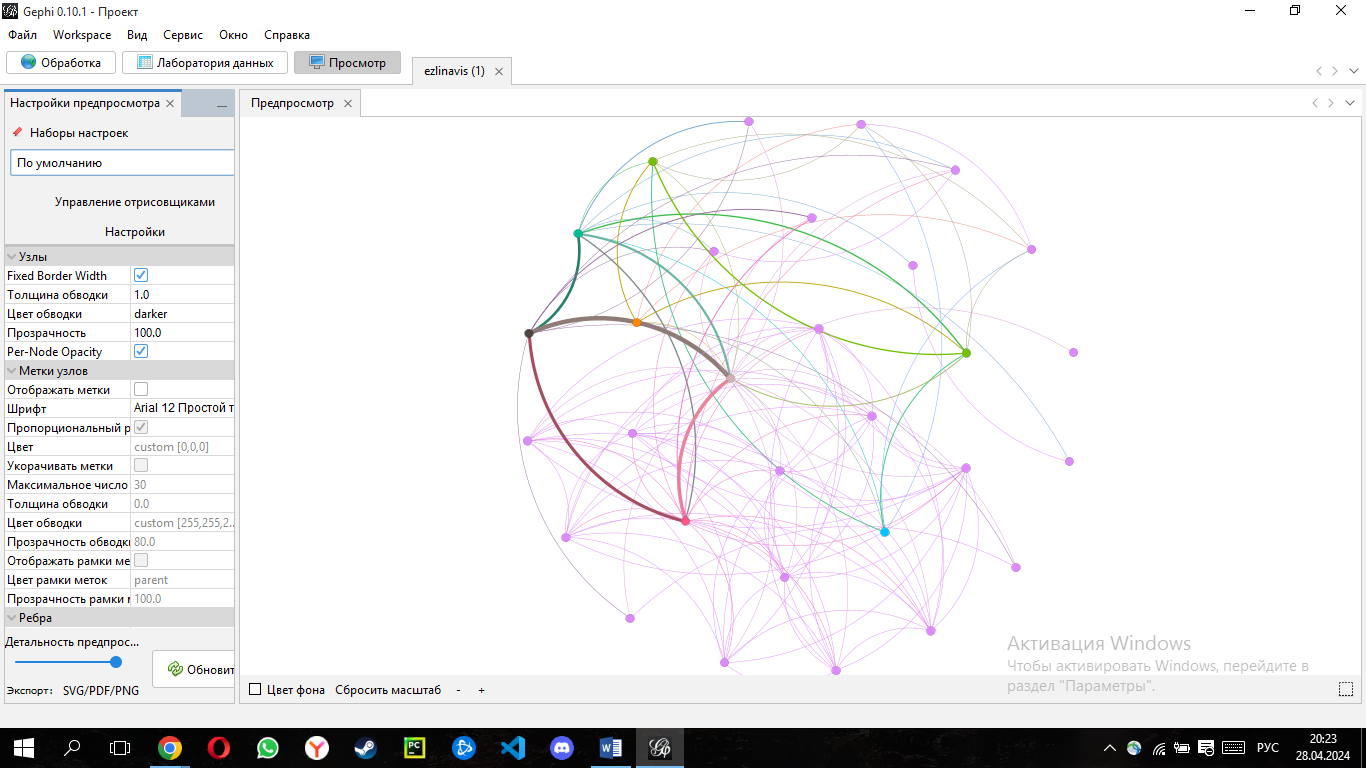 Gephi 0.10.1 - Проект
Файл Workspace Вид Сервис Окно Справка
Обработка Лаборатория данных Просмотр ezlinavis (1)
Настройки предпросмотра
Предпросмотр
Наборы настроек
По умолчанию
Управление отрисовщиками
Настройки
Узлы
Fixed Border Width
Толщина обводки 1.0
Цвет обводки darker
Прозрачность 100.0
Per-Node Opacity
Метки узлов
Отображать метки
Шрифт Arial 12 Простой т
Пропорциональный р
Цвет custom [0,0,0]
Укорачивать метки
Максимальное число 30
Толщина обводки 0.0
Цвет обводки custom [255,255,2...
Прозрачность обводки 80.0
Отображать рамки ме
Цвет рамки меток parent
Прозрачность рамки м 100.0
Ребра
Детальность предпрос...
Обновит
Экспорт: SVG/PDF/PNG
Цвет фона Сбросить масштаб - +
Активация Windows
Чтобы активировать Windows, перейдите в
раздел "Параметры".
РУС
20:23
28.04.2024